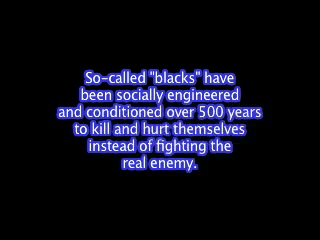 So-called "blacks" have
been socially engineered
and conditioned over 500 years
to kill and hurt themselves
instead of fighting the
real enemy.